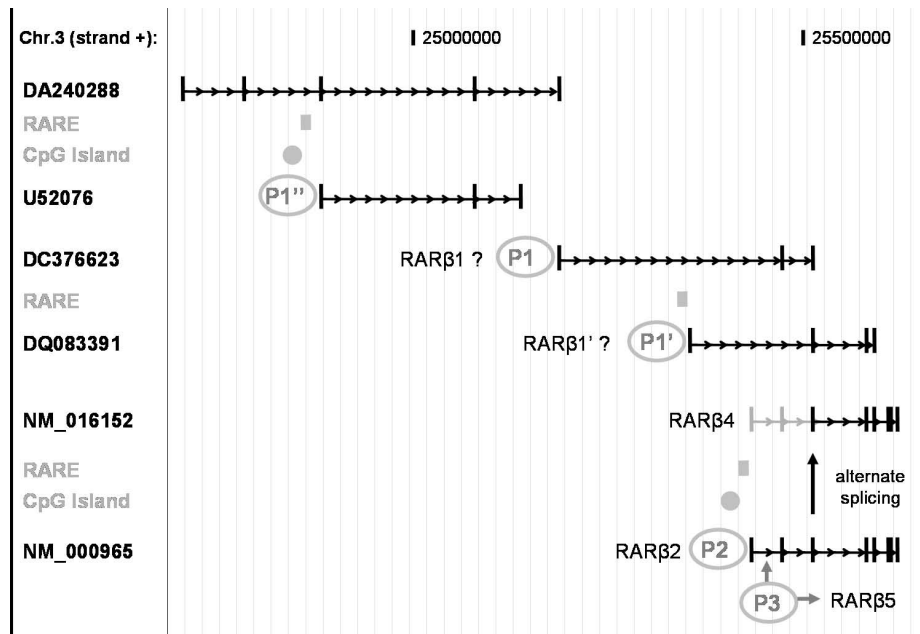 Chr.3 (strand +): 25000000 25500000
DA240288
RARE
CpG Island
U52076 P1’’
DC376623 RARβ1 ? P1
RARE
DQ083391 RARβ1’ ? P1’
NM_016152 RARβ4
RARE
alternate
CpG Island
splicing
NM_000965 RARβ2 P2
P3 RARβ5